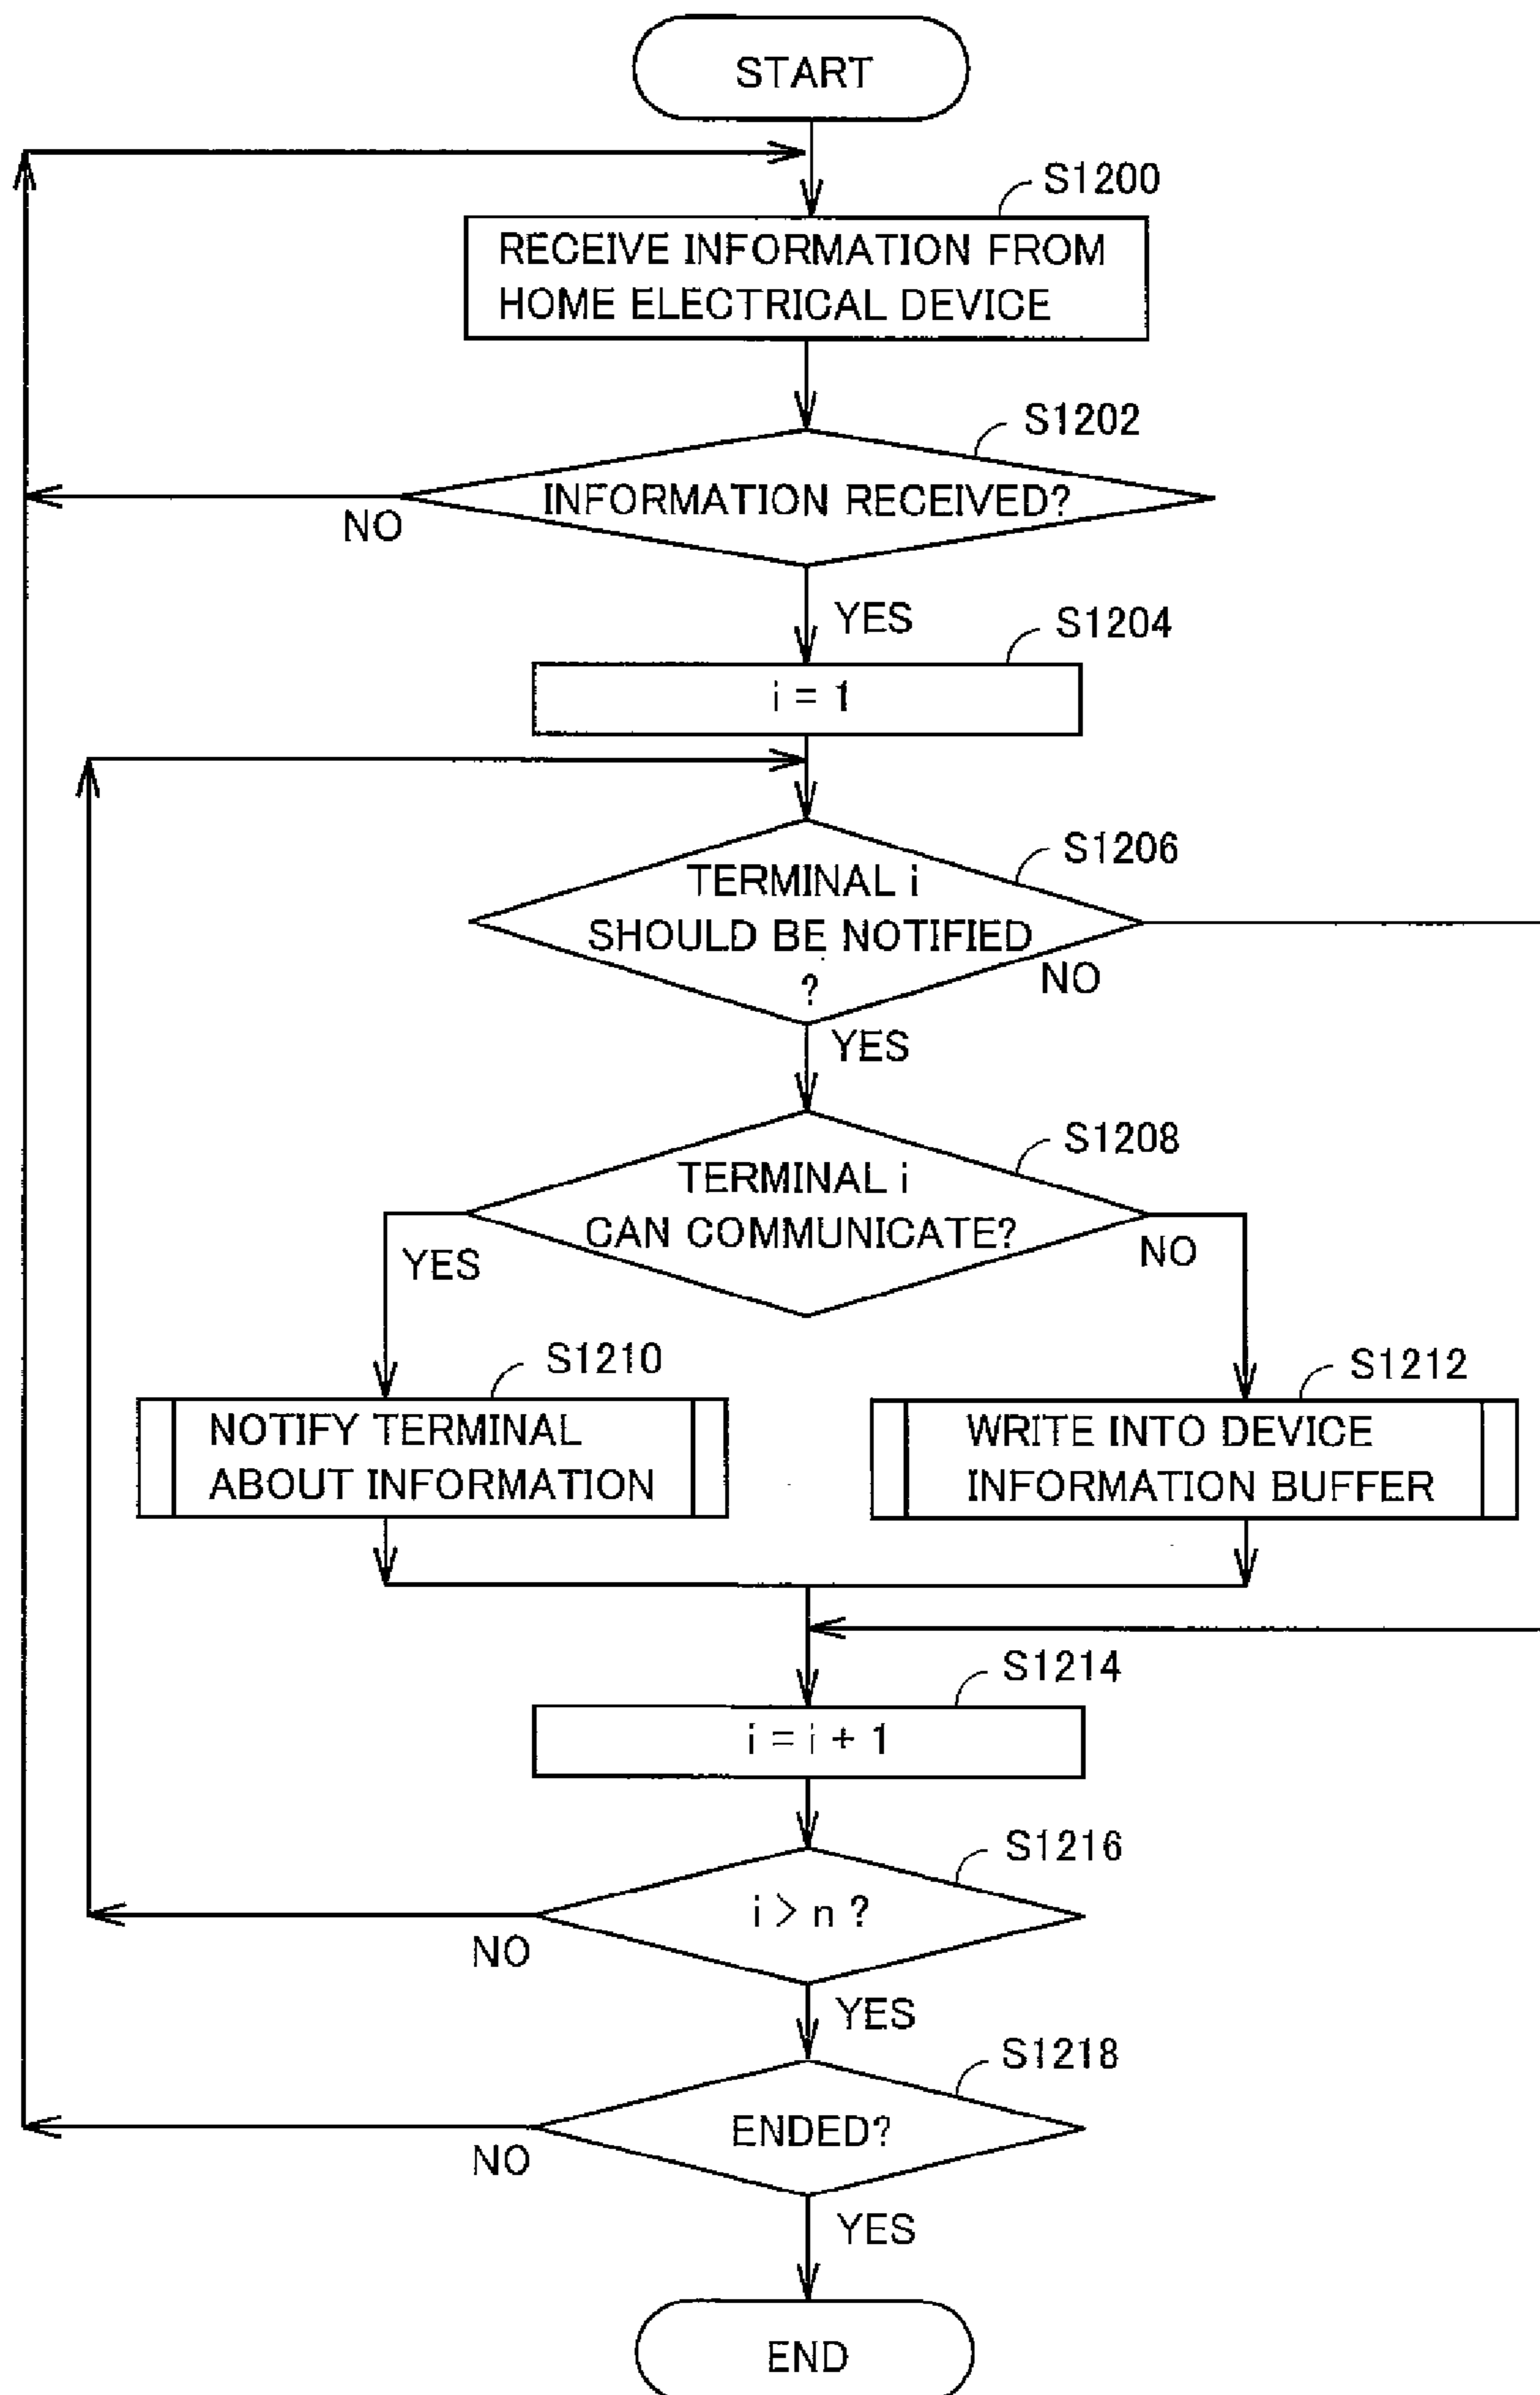 START
S1200
RECEIVE INFORMATION FROM
HOME ELECTRICAL DEVICE
S1202
INFORMATION RECEIVED?
NO
YES
S1204
i = 1
S1206
TERMINAL i
SHOULD BE NOTIFIED
?
NO
YES
S1208
TERMINAL i
CAN COMMUNICATE?
YES
NO
S1210
NOTIFY TERMINAL
ABOUT INFORMATION
S1212
WRITE INTO DEVICE
INFORMATION BUFFER
S1214
i = i + 1
S1216
i > n ?
NO
YES
S1218
ENDED?
NO
YES
END